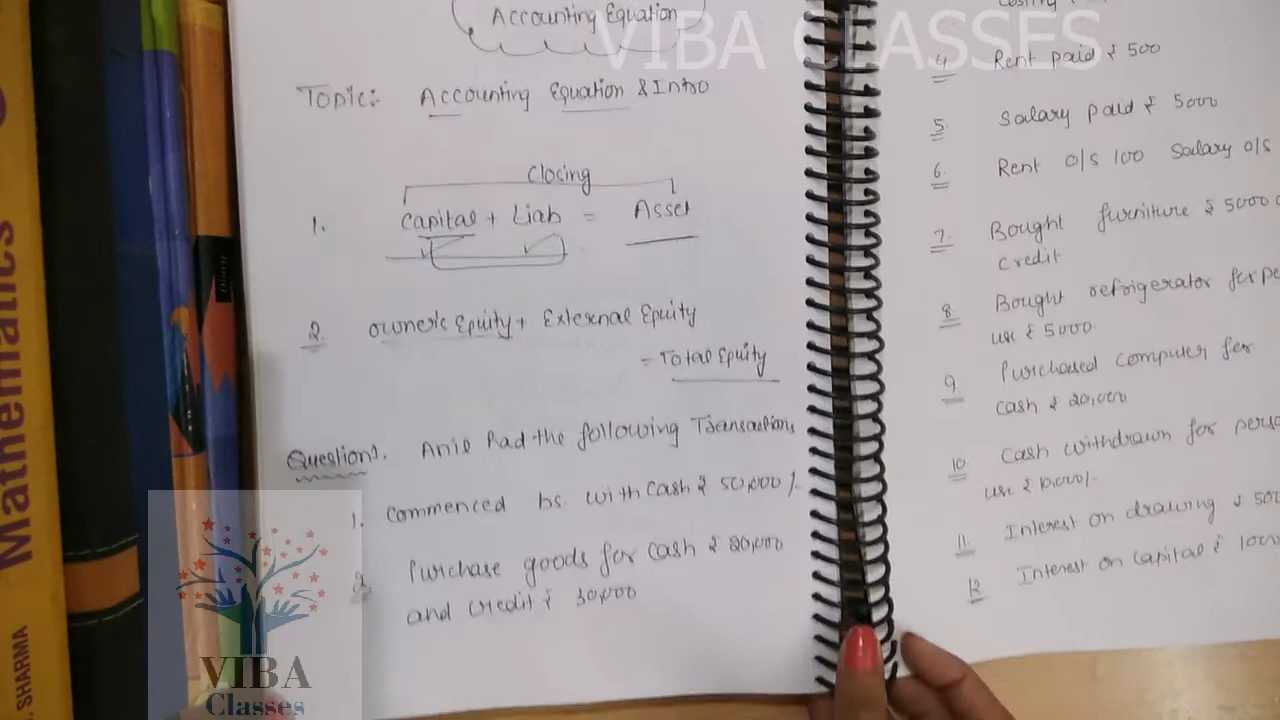 Accounting Equation
VIBA CLASSES
Topic: Accounting Equation & Intro
Closing
1. Capital + Liab = Asset
2. owner's Equity + External Equity
= Total Equity
Question. Anil had the following Transactions
1. Commenced bs. with cash ₹ 50,000/-
2. Purchase goods for cash ₹ 20,000
and credit ₹ 30,000
4. Rent paid ₹ 500
5. Salary paid ₹ 5000
6. Rent o/s 100 Salary o/s
7. Bought furniture ₹ 5000
credit
8. Bought refrigerator for pe
use ₹ 5000.
9. Purchased computer for
cash ₹ 20,000
10. Cash withdrawn for perso
use ₹ 10,000/-
11. Interest on drawing ₹ 500
12. Interest on capital ₹ 1000
Mathematics
. SHARMA
Diary
VIBA
Classes